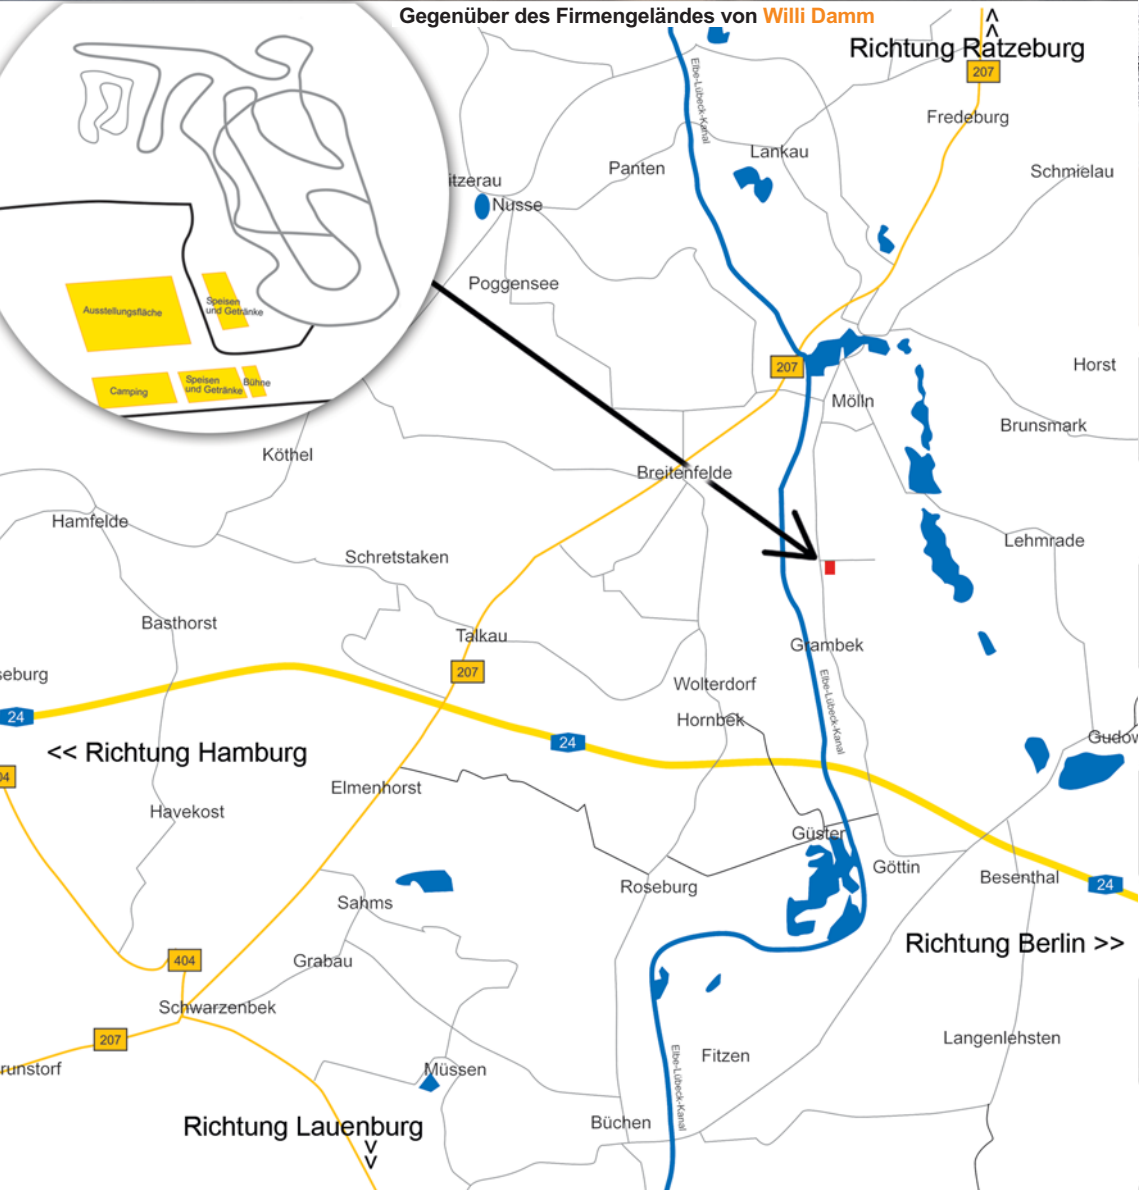 Gegenüber des Firmengeländes von Willi Damm
<<
Richtung Ratzeburg
207
Fredeburg
Elbe-Lübeck-Kanal
Lankau
Panten
Schmielau
itzerau
Nusse
Poggensee
Ausstellungsfläche
Speisen
und Getränke
Camping
Speisen
und Getränke
Bühne
207
Horst
Mölln
Brunsmark
Köthel
Breitenfelde
Hamfelde
Lehmrade
Schretstaken
Basthorst
Talkau
Grambek
seburg
207
Wolterdorf
Elbe-Lübeck-Kanal
24
Hornbek
24
Gudow
<< Richtung Hamburg
04
Elmenhorst
Havekost
Güster
Göttin
Besenthal
24
Roseburg
Sahms
Richtung Berlin >>
404
Grabau
Schwarzenbek
207
Langenlehsten
Fitzen
runstorf
Müssen
Elbe-Lübeck-Kanal
Büchen
Richtung Lauenburg
>>